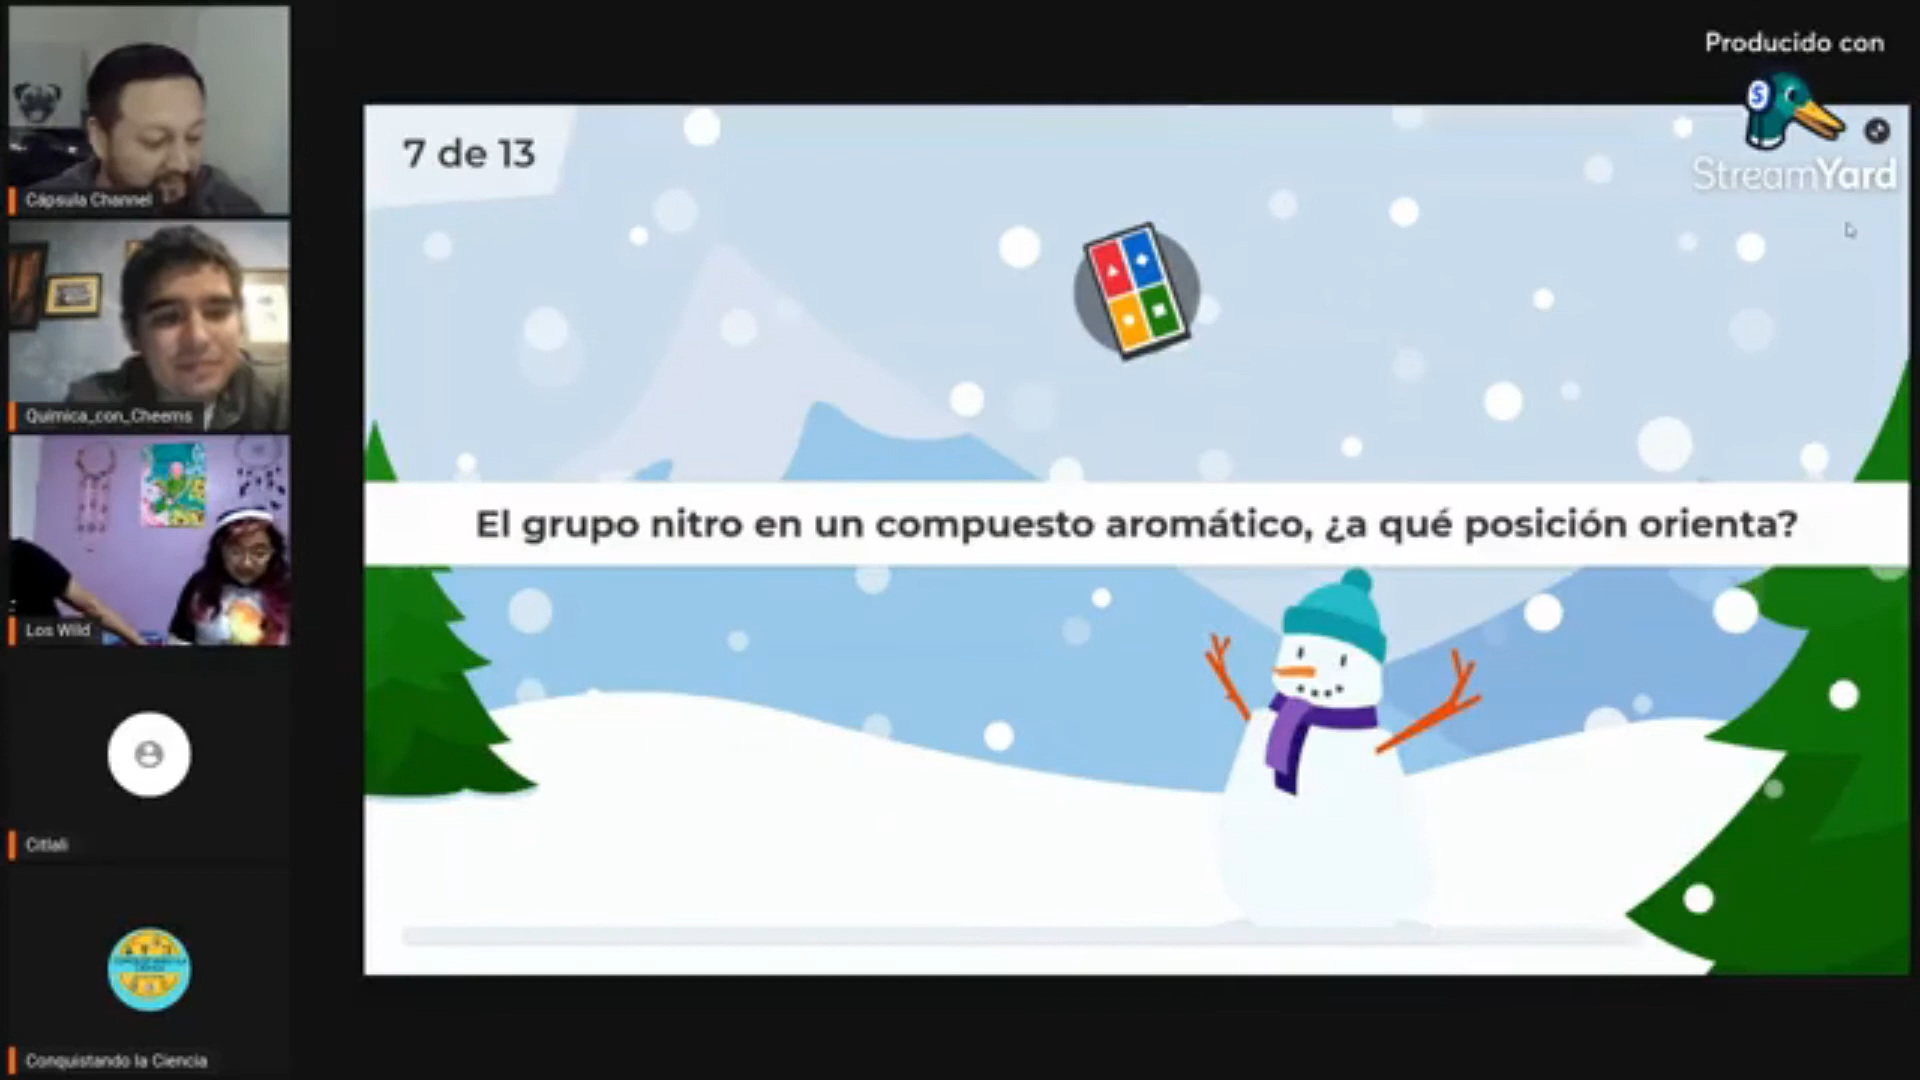 Producido con
StreamYard
7 de 13
El grupo nitro en un compuesto aromático, ¿a qué posición orienta?
Cápsula Channel
Quimica_con_Cheems
Los Wild
Citlali
Conquistando la Ciencia